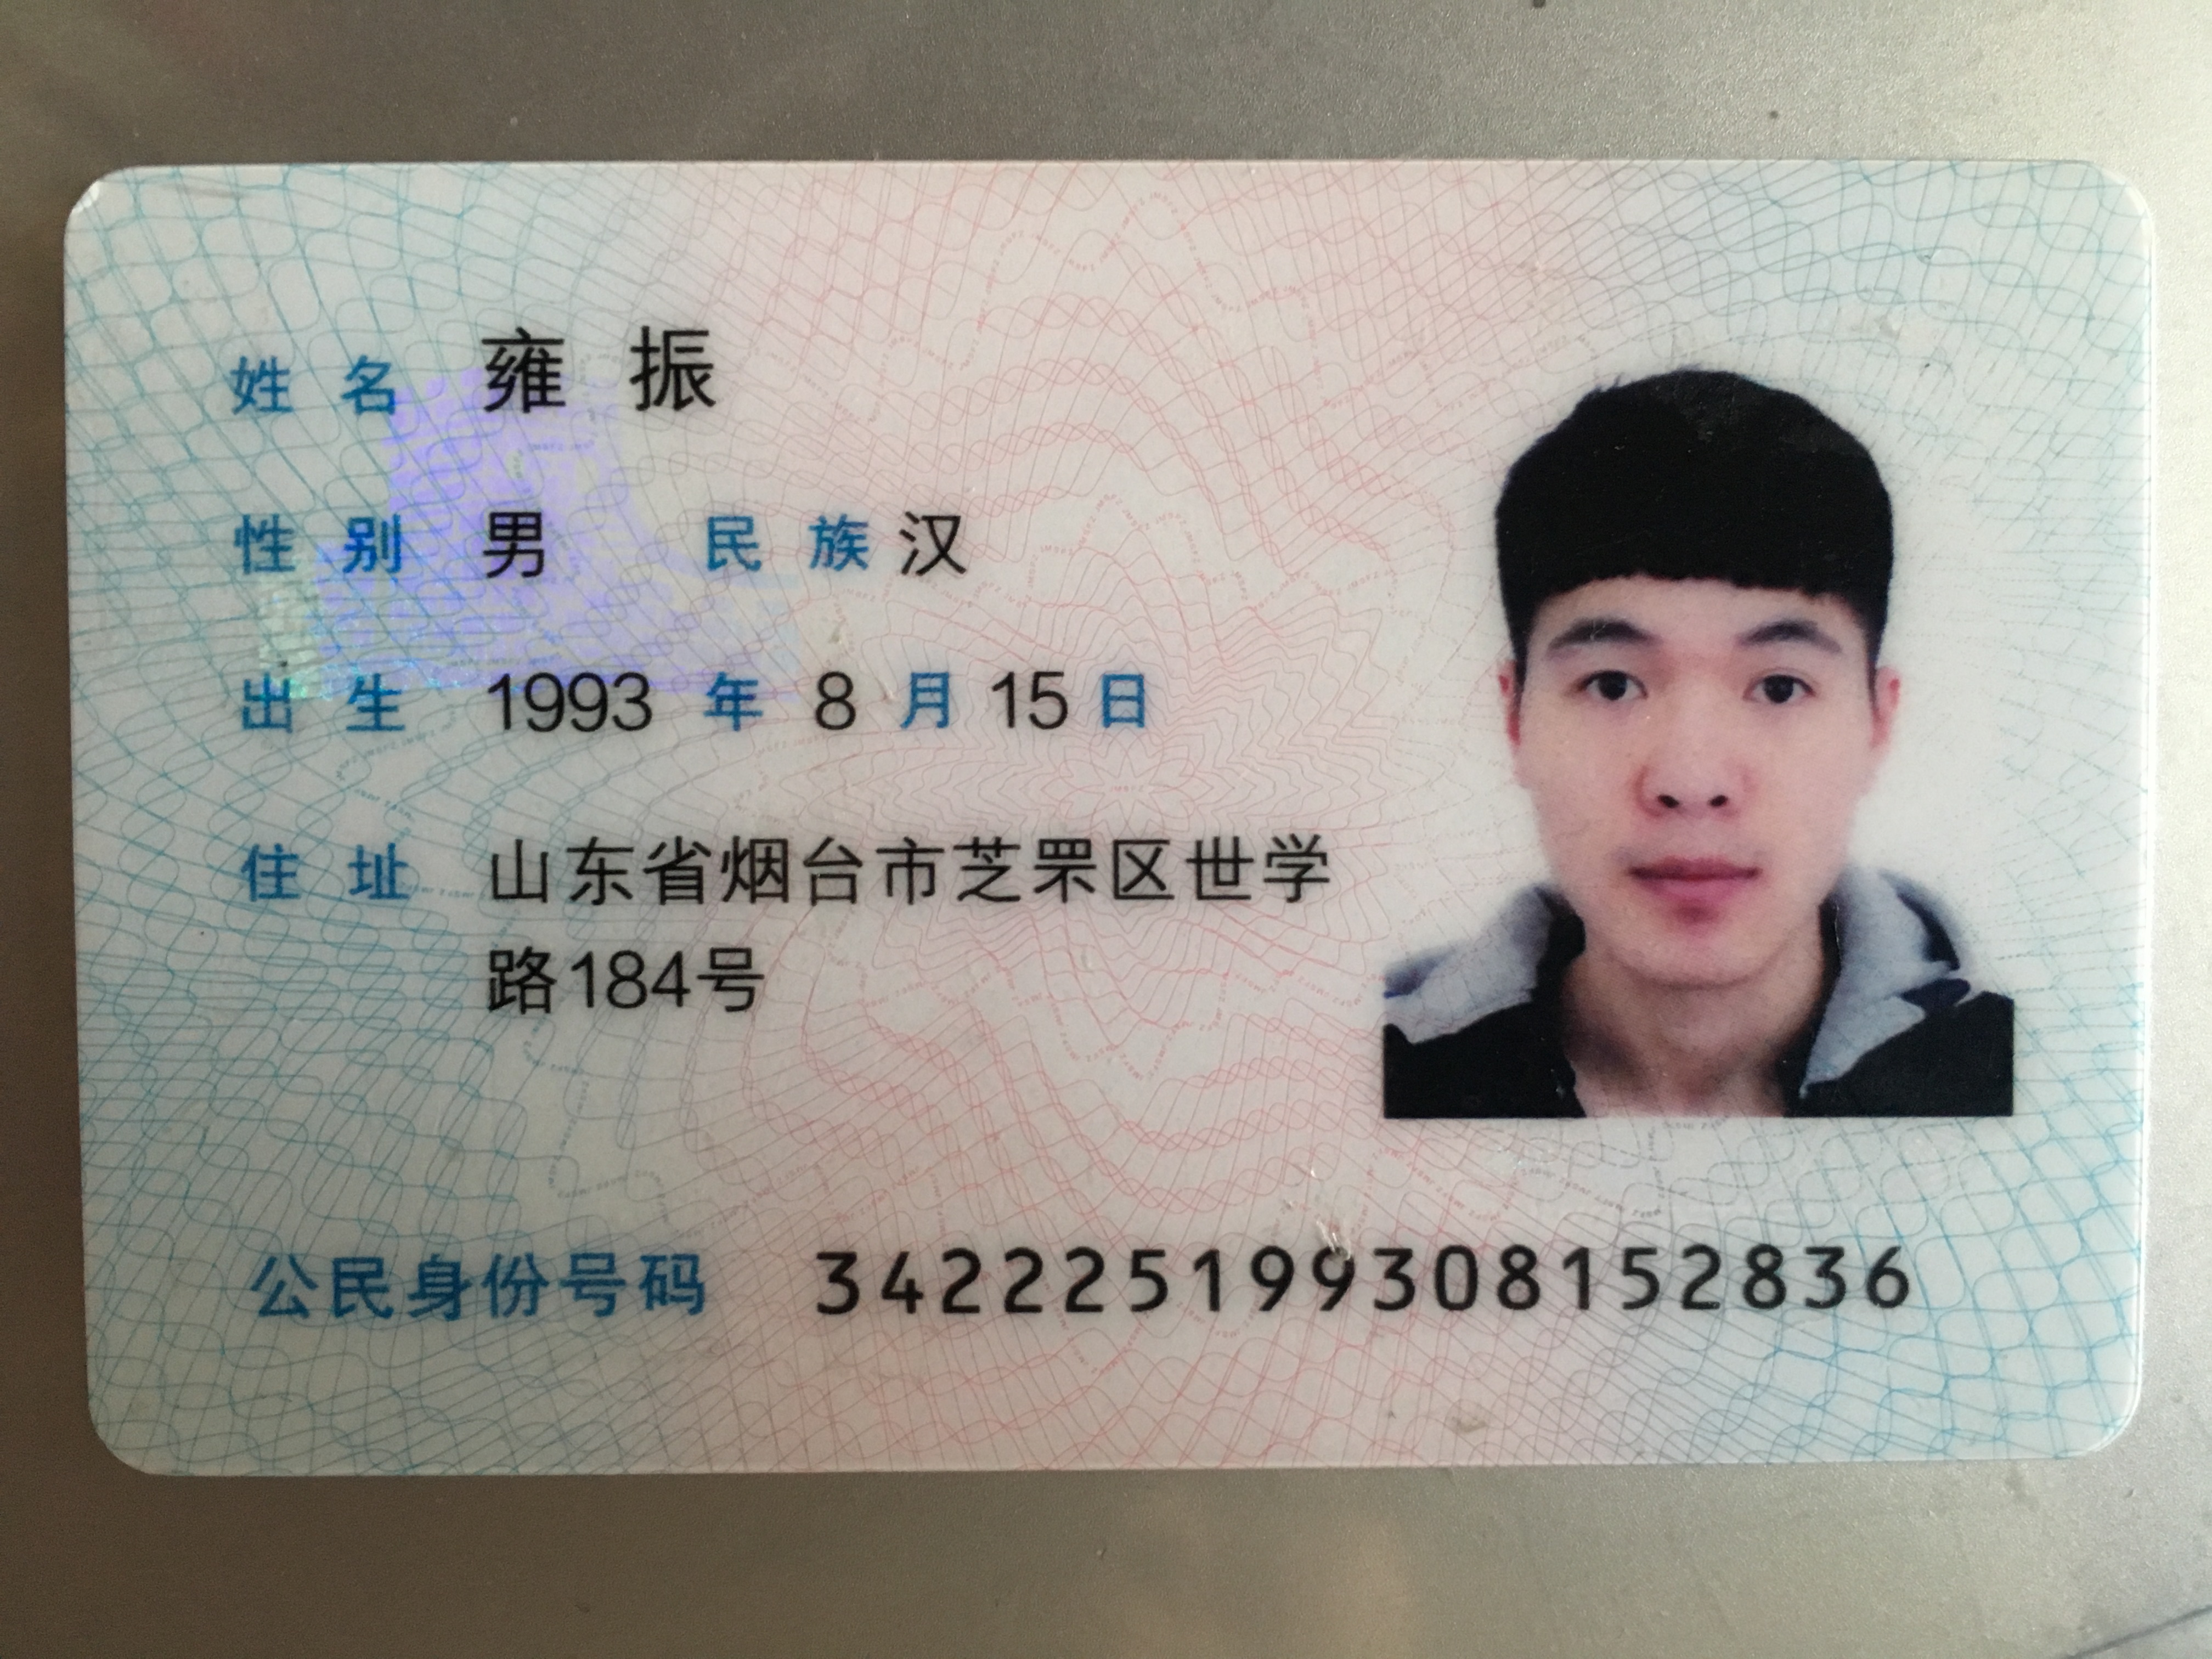 姓名 雍振
性别 男 民族 汉
出生 1993 年 8 月 15 日
住址 山东省烟台市芝罘区世学
路184号
公民身份号码 342225199308152836